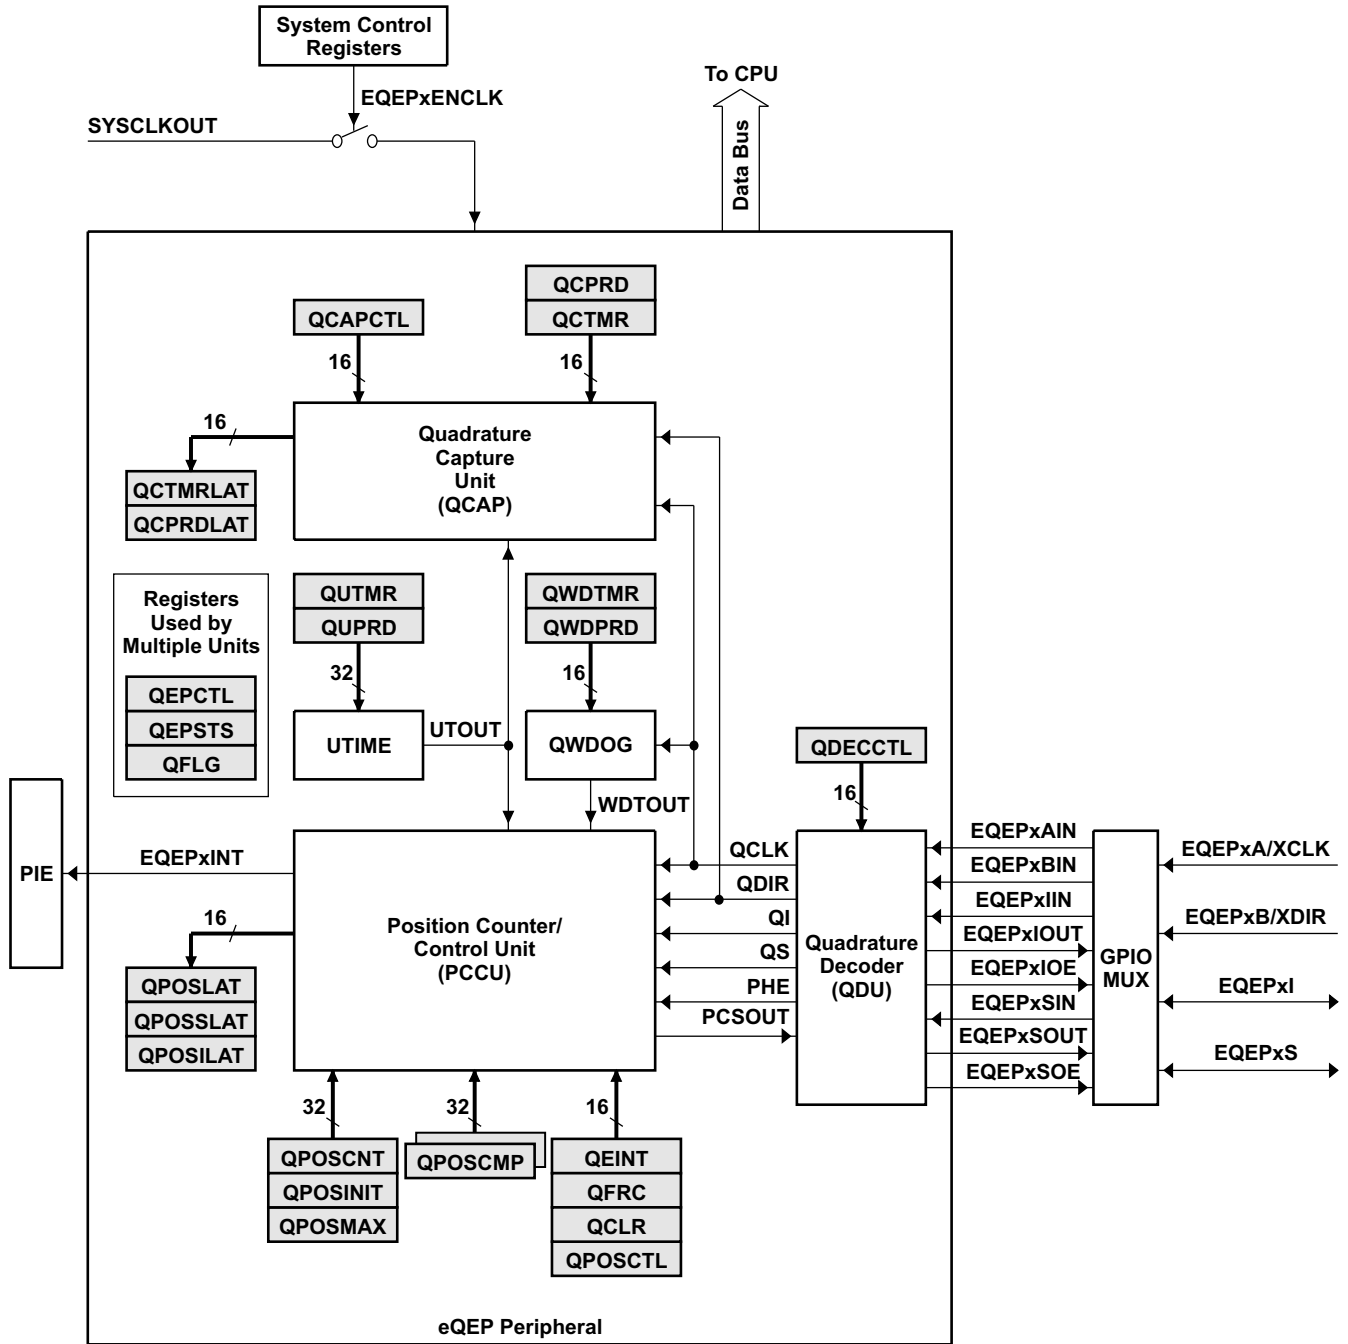 System Control
Registers
To CPU
EQEPxENCLK
SYSCLKOUT
Data Bus
QCPRD
QCAPCTL
QCTMR
16
16
16
Quadrature
Capture
Unit
(QCAP)
QCTMRLAT
QCPRDLAT
Registers
Used by
Multiple Units
QEPCTL
QEPSTS
QFLG
QUTMR
QUPRD
QWDTMR
QWDPRD
32
16
UTIME
UTOUT
QWDOG
QDECCTL
WDTOUT
16
PIE
EQEPxINT
16
Position Counter/
Control Unit
(PCCU)
QCLK
QDIR
QI
QS
PHE
PCSOUT
Quadrature
Decoder
(QDU)
EQEPxAIN
EQEPxBIN
EQEPxIIN
EQEPxIOUT
EQEPxIOE
EQEPxSIN
EQEPxSOUT
EQEPxSOE
GPIO
MUX
EQEPxA/XCLK
EQEPxB/XDIR
EQEPxI
EQEPxS
QPOSLAT
QPOSSLAT
QPOSILAT
32
32
16
QPOSCNT
QPOSINIT
QPOSMAX
QPOSCMP
QEINT
QFRC
QCLR
QPOSCTL
eQEP Peripheral